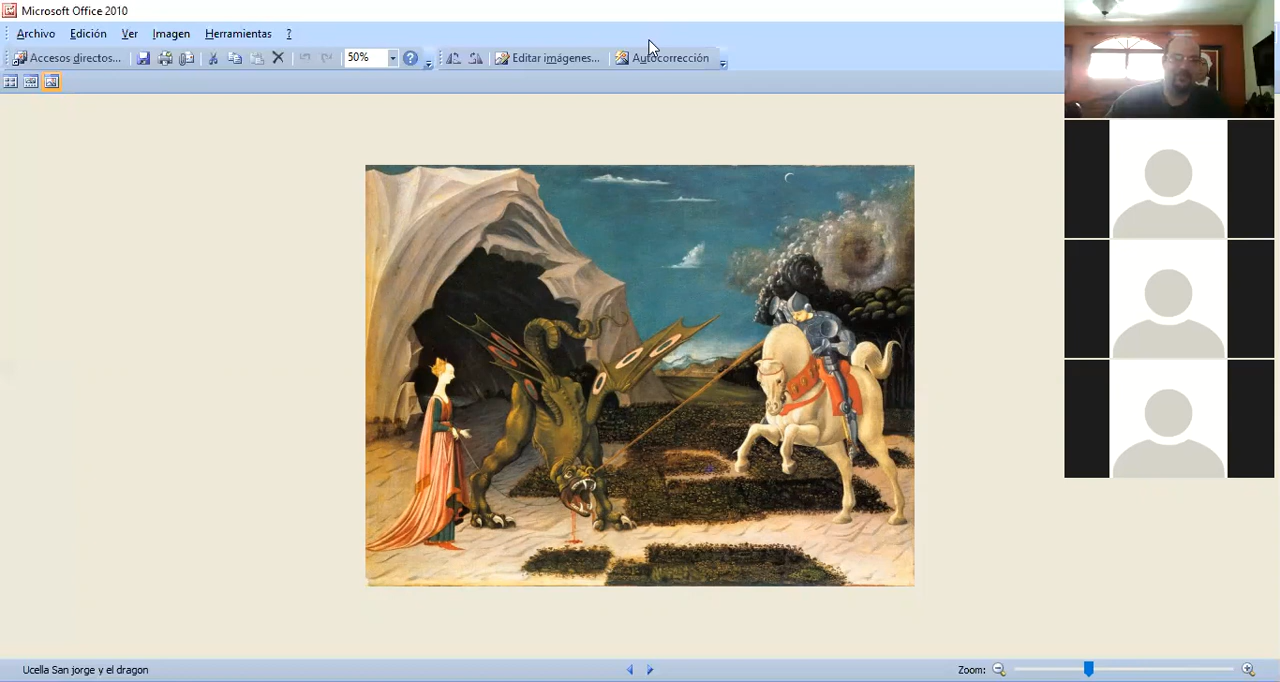 Microsoft Office 2010
Archivo Edición Ver Imagen Herramientas ?
Accesos directos... 50% Editar imágenes... Autocorrección
Ucella San jorge y el dragon Zoom: